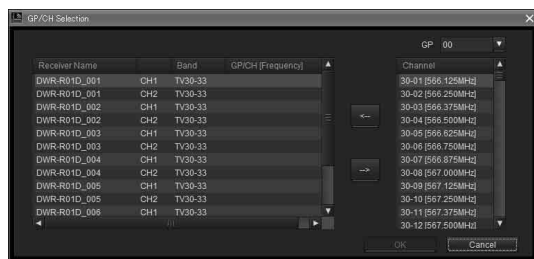 GP/CH Selection
GP 00
Receiver Name Band GP/CH [Frequency] Channel
DWR-R01D_001 CH1 TV30-33 30-01 [566.125MHz]
DWR-R01D_001 CH2 TV30-33 30-02 [566.250MHz]
DWR-R01D_002 CH1 TV30-33 30-03 [566.375MHz]
DWR-R01D_002 CH2 TV30-33 30-04 [566.500MHz]
DWR-R01D_003 CH1 TV30-33 30-05 [566.625MHz]
DWR-R01D_003 CH2 TV30-33 30-06 [566.750MHz]
DWR-R01D_004 CH1 TV30-33 30-07 [566.875MHz]
DWR-R01D_004 CH2 TV30-33 30-08 [567.000MHz]
DWR-R01D_005 CH1 TV30-33 30-09 [567.125MHz]
DWR-R01D_005 CH2 TV30-33 30-10 [567.250MHz]
DWR-R01D_006 CH1 TV30-33 30-11 [567.375MHz]
30-12 [567.500MHz]
<--
-->
OK Cancel